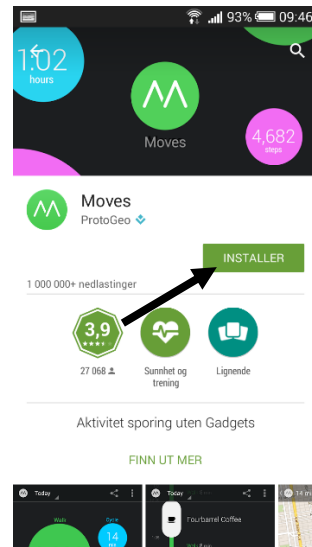 93% 09:46
1:02
hours
Moves
4,682
steps
Moves
ProtoGeo
INSTALLER
1 000 000+ nedlastinger
3,9
27 068
Sunnhet og
trening
Lignende
Aktivitet sporing uten Gadgets
FINN UT MER
Today
Walk
Cycle
14
Today
Fourbarrel Coffee
14 m